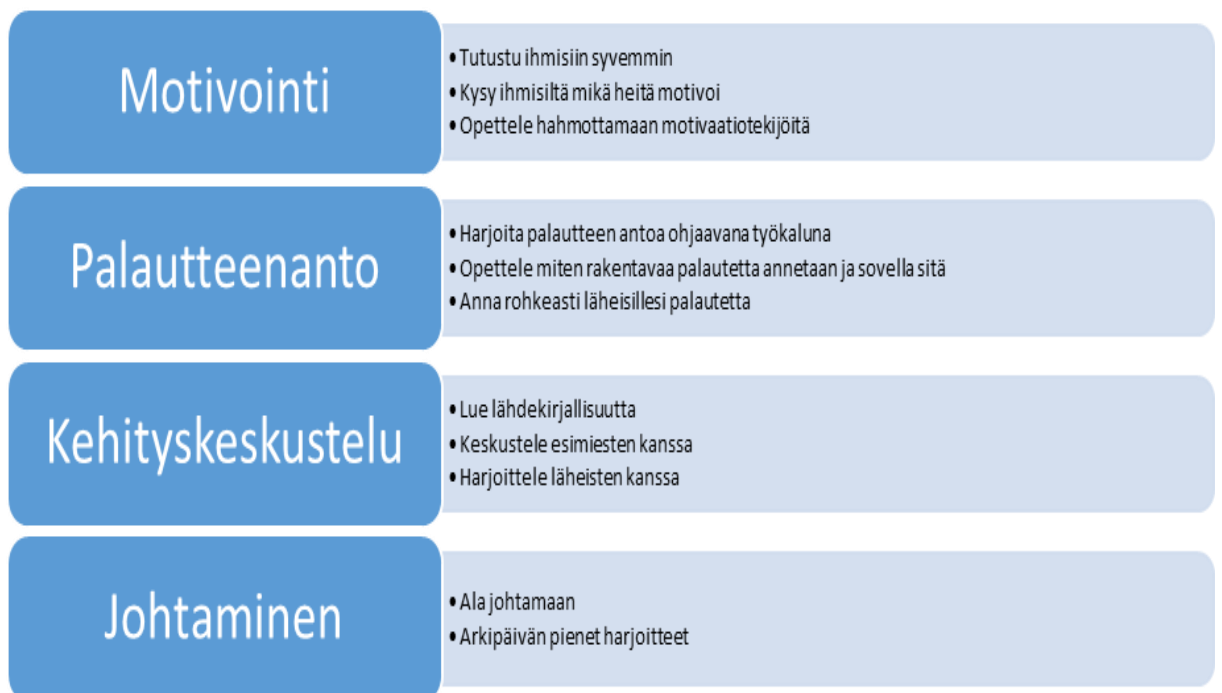 Motivointi
• Tutustu ihmisiin syvemmin
• Kysy ihmisiltä mikä heitä motivoi
• Opettele hahmottamaan motivaatiotekijöitä
Palautteenanto
• Harjoita palautteen antoa ohjaavana työkaluna
• Opettele miten rakentavaa palautetta annetaan ja sovella sitä
• Anna rohkeasti läheisillesi palautetta
Kehityskeskustelu
• Lue lähdekirjallisuutta
• Keskustele esimiesten kanssa
• Harjoittele läheisten kanssa
Johtaminen
• Ala johtamaan
• Arkipäivän pienet harjoitteet